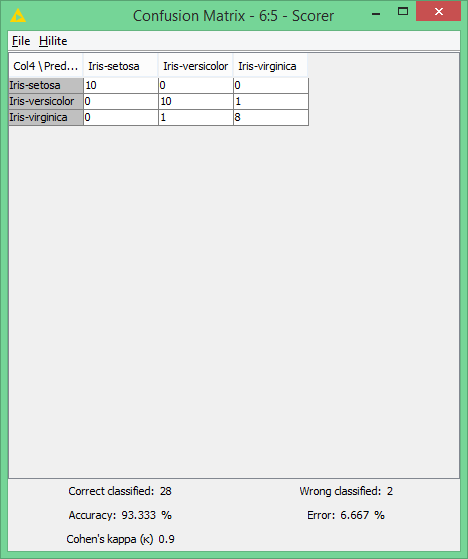 Confusion Matrix - 6:5 - Scorer
File Hilite
Col4 \ Pred... Iris-setosa Iris-versicolor Iris-virginica
Iris-setosa 10 0 0
Iris-versicolor 0 10 1
Iris-virginica 0 1 8
Correct classified: 28 Wrong classified: 2
Accuracy: 93.333 % Error: 6.667 %
Cohen's kappa (κ) 0.9